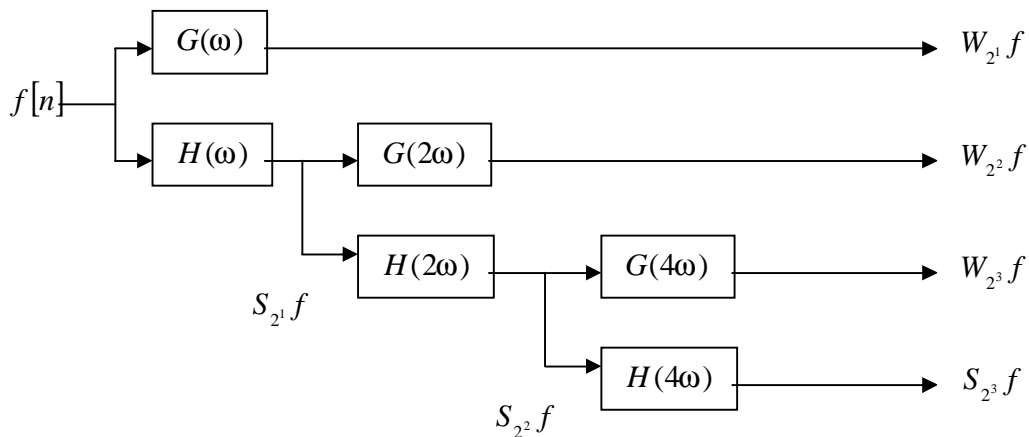 G(ω)
W_{2^1} f
f[n]
H(ω)
G(2ω)
W_{2^2} f
H(2ω)
G(4ω)
W_{2^3} f
S_{2^1} f
H(4ω)
S_{2^3} f
S_{2^2} f